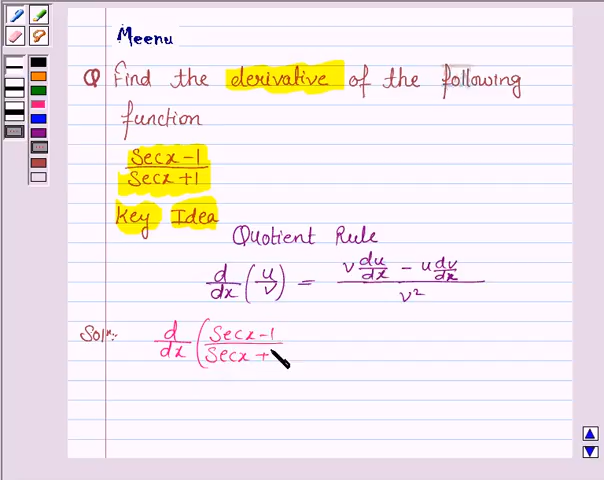 Meenu
Q Find the derivative of the following
function
Secx-1
Secx+1
Key Idea
Quotient Rule
d/dx (u/v) = (v du/dx - u dv/dx)/v²
Soln:- d/dx (Secx-1
Secx+